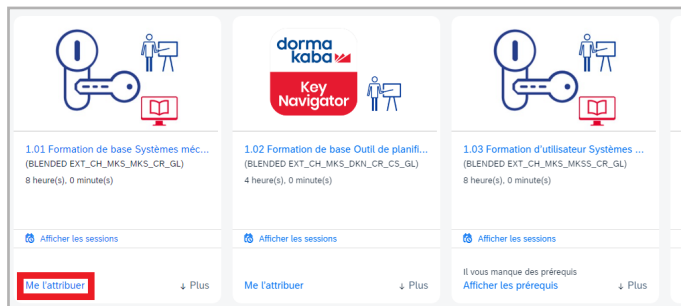 dorma
kaba
Key
Navigator
1.01 Formation de base Systèmes méc...
(BLENDED EXT_CH_MKS_MKS_CR_GL)
8 heure(s), 0 minute(s)
Afficher les sessions
Me l'attribuer
↓ Plus
1.02 Formation de base Outil de planifi...
(BLENDED EXT_CH_MKS_DKN_CR_CS_GL)
4 heure(s), 0 minute(s)
Afficher les sessions
Me l'attribuer
↓ Plus
1.03 Formation d'utilisateur Systèmes ...
(BLENDED EXT_CH_MKS_MKSS_CR_GL)
8 heure(s), 0 minute(s)
Afficher les sessions
Il vous manque des prérequis
Afficher les prérequis
↓ Plus